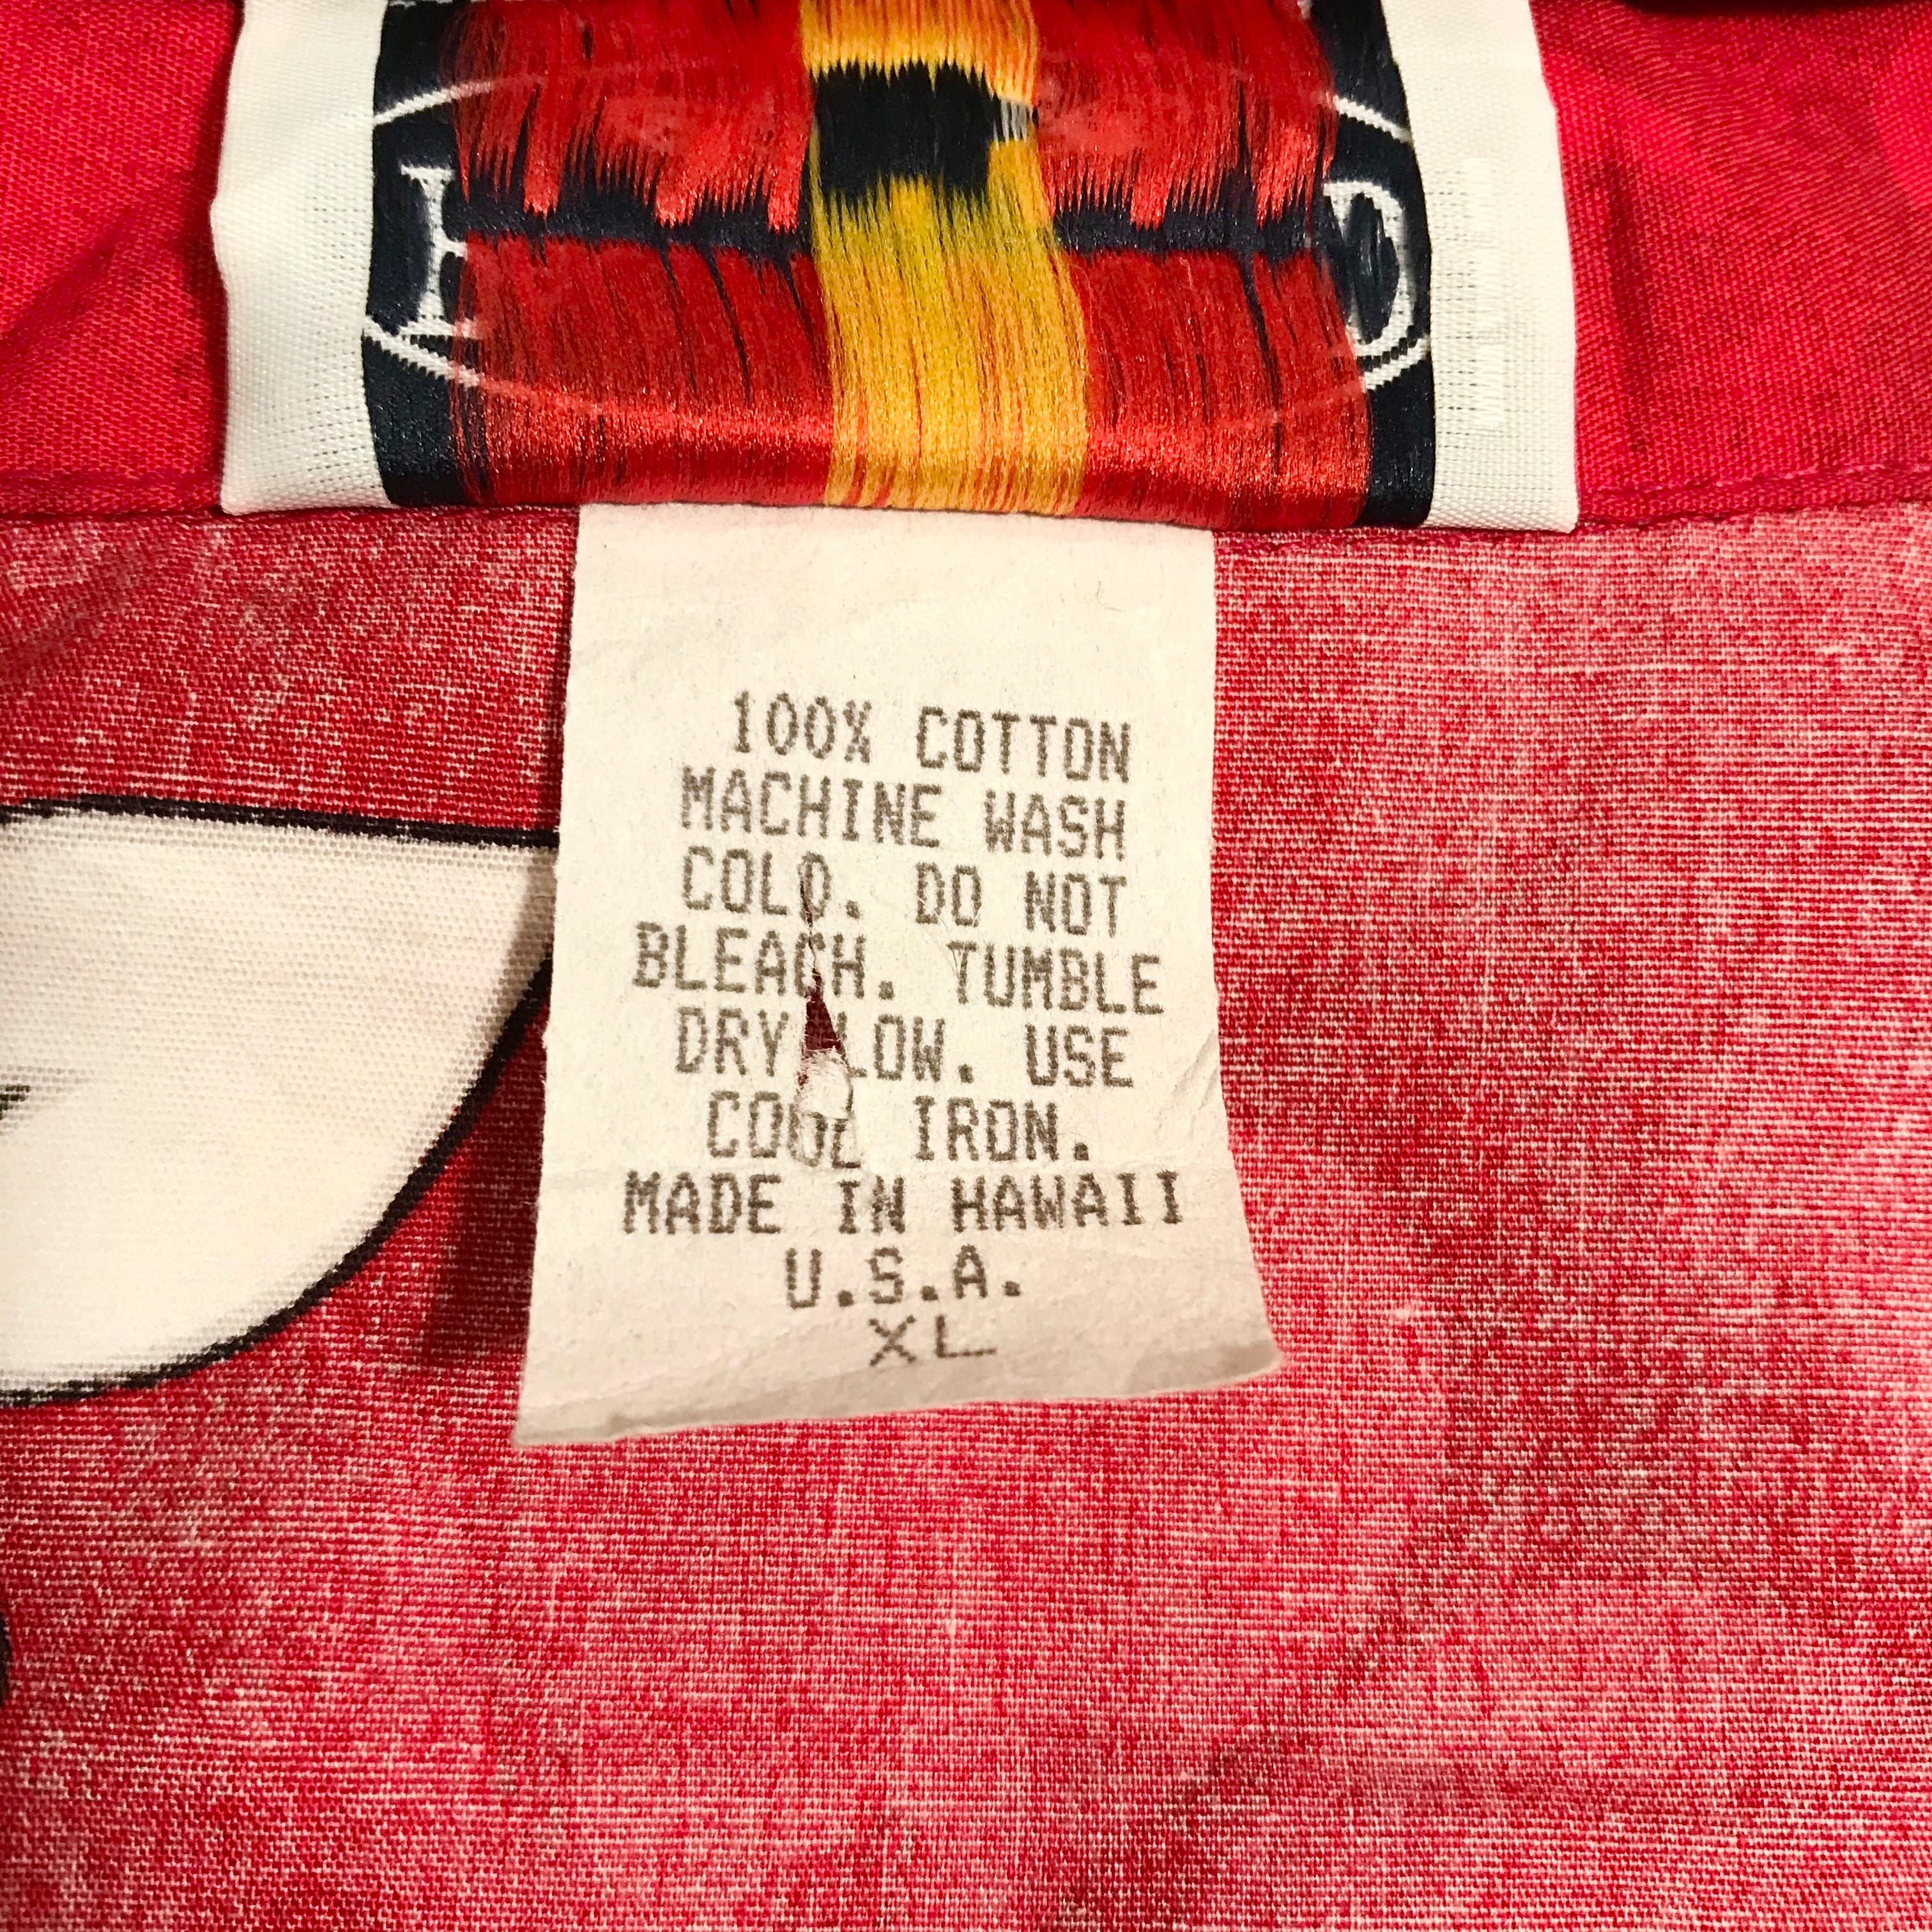 100% COTTON
MACHINE WASH
COLD. DO NOT
BLEACH. TUMBLE
DRY LOW. USE
COOL IRON.
MADE IN HAWAII
U.S.A.
XL